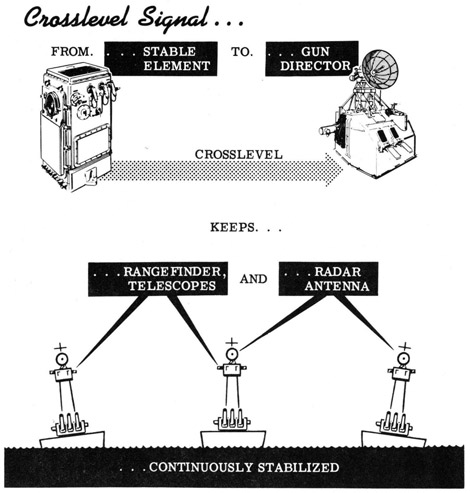 Crosslevel Signal...
FROM. . .
. . . STABLE
ELEMENT
TO. . .
. . . GUN
DIRECTOR
CROSSLEVEL
KEEPS. . .
. . . RANGEFINDER,
TELESCOPES
AND
. . . RADAR
ANTENNA
. . . CONTINUOUSLY STABILIZED